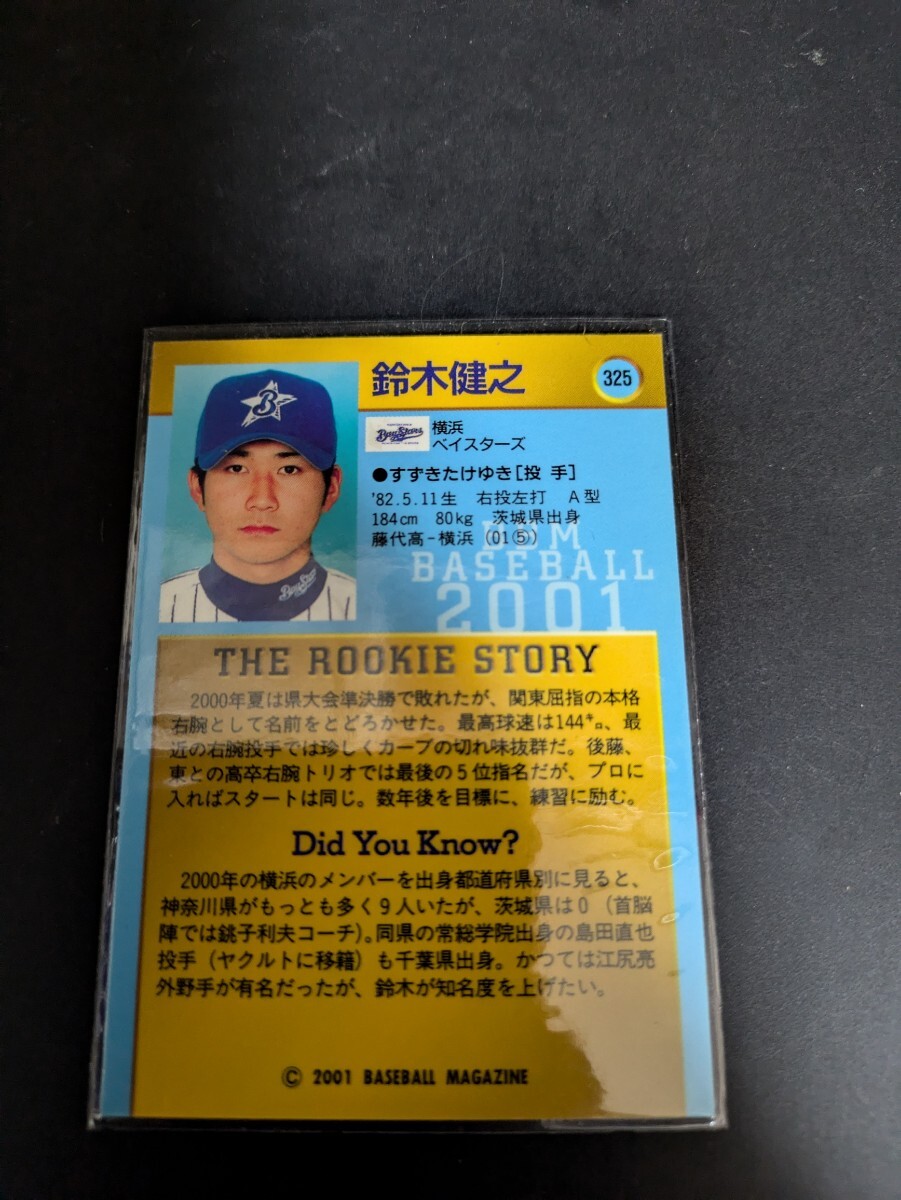 鈴木健之
325
B
BayStars
横浜
ベイスターズ
●すずきたけゆき[投 手]
'82.5.11生 右投左打 A型
184cm 80kg 茨城県出身
藤代高-横浜(01⑤)
BBM
BASEBALL
2001
BayStars
THE ROOKIE STORY
2000年夏は県大会準決勝で敗れたが、関東屈指の本格
右腕として名前をとどろかせた。最高球速は144㌔、最
近の右腕投手では珍しくカーブの切れ味抜群だ。後藤、
東との高卒右腕トリオでは最後の5位指名だが、プロに
入ればスタートは同じ。数年後を目標に、練習に励む。
Did You Know?
2000年の横浜のメンバーを出身都道府県別に見ると、
神奈川県がもっとも多く9人いたが、茨城県は0(首脳
陣では銚子利夫コーチ)。同県の常総学院出身の島田直也
投手(ヤクルトに移籍)も千葉県出身。かつては江尻亮
外野手が有名だったが、鈴木が知名度を上げたい。
© 2001 BASEBALL MAGAZINE